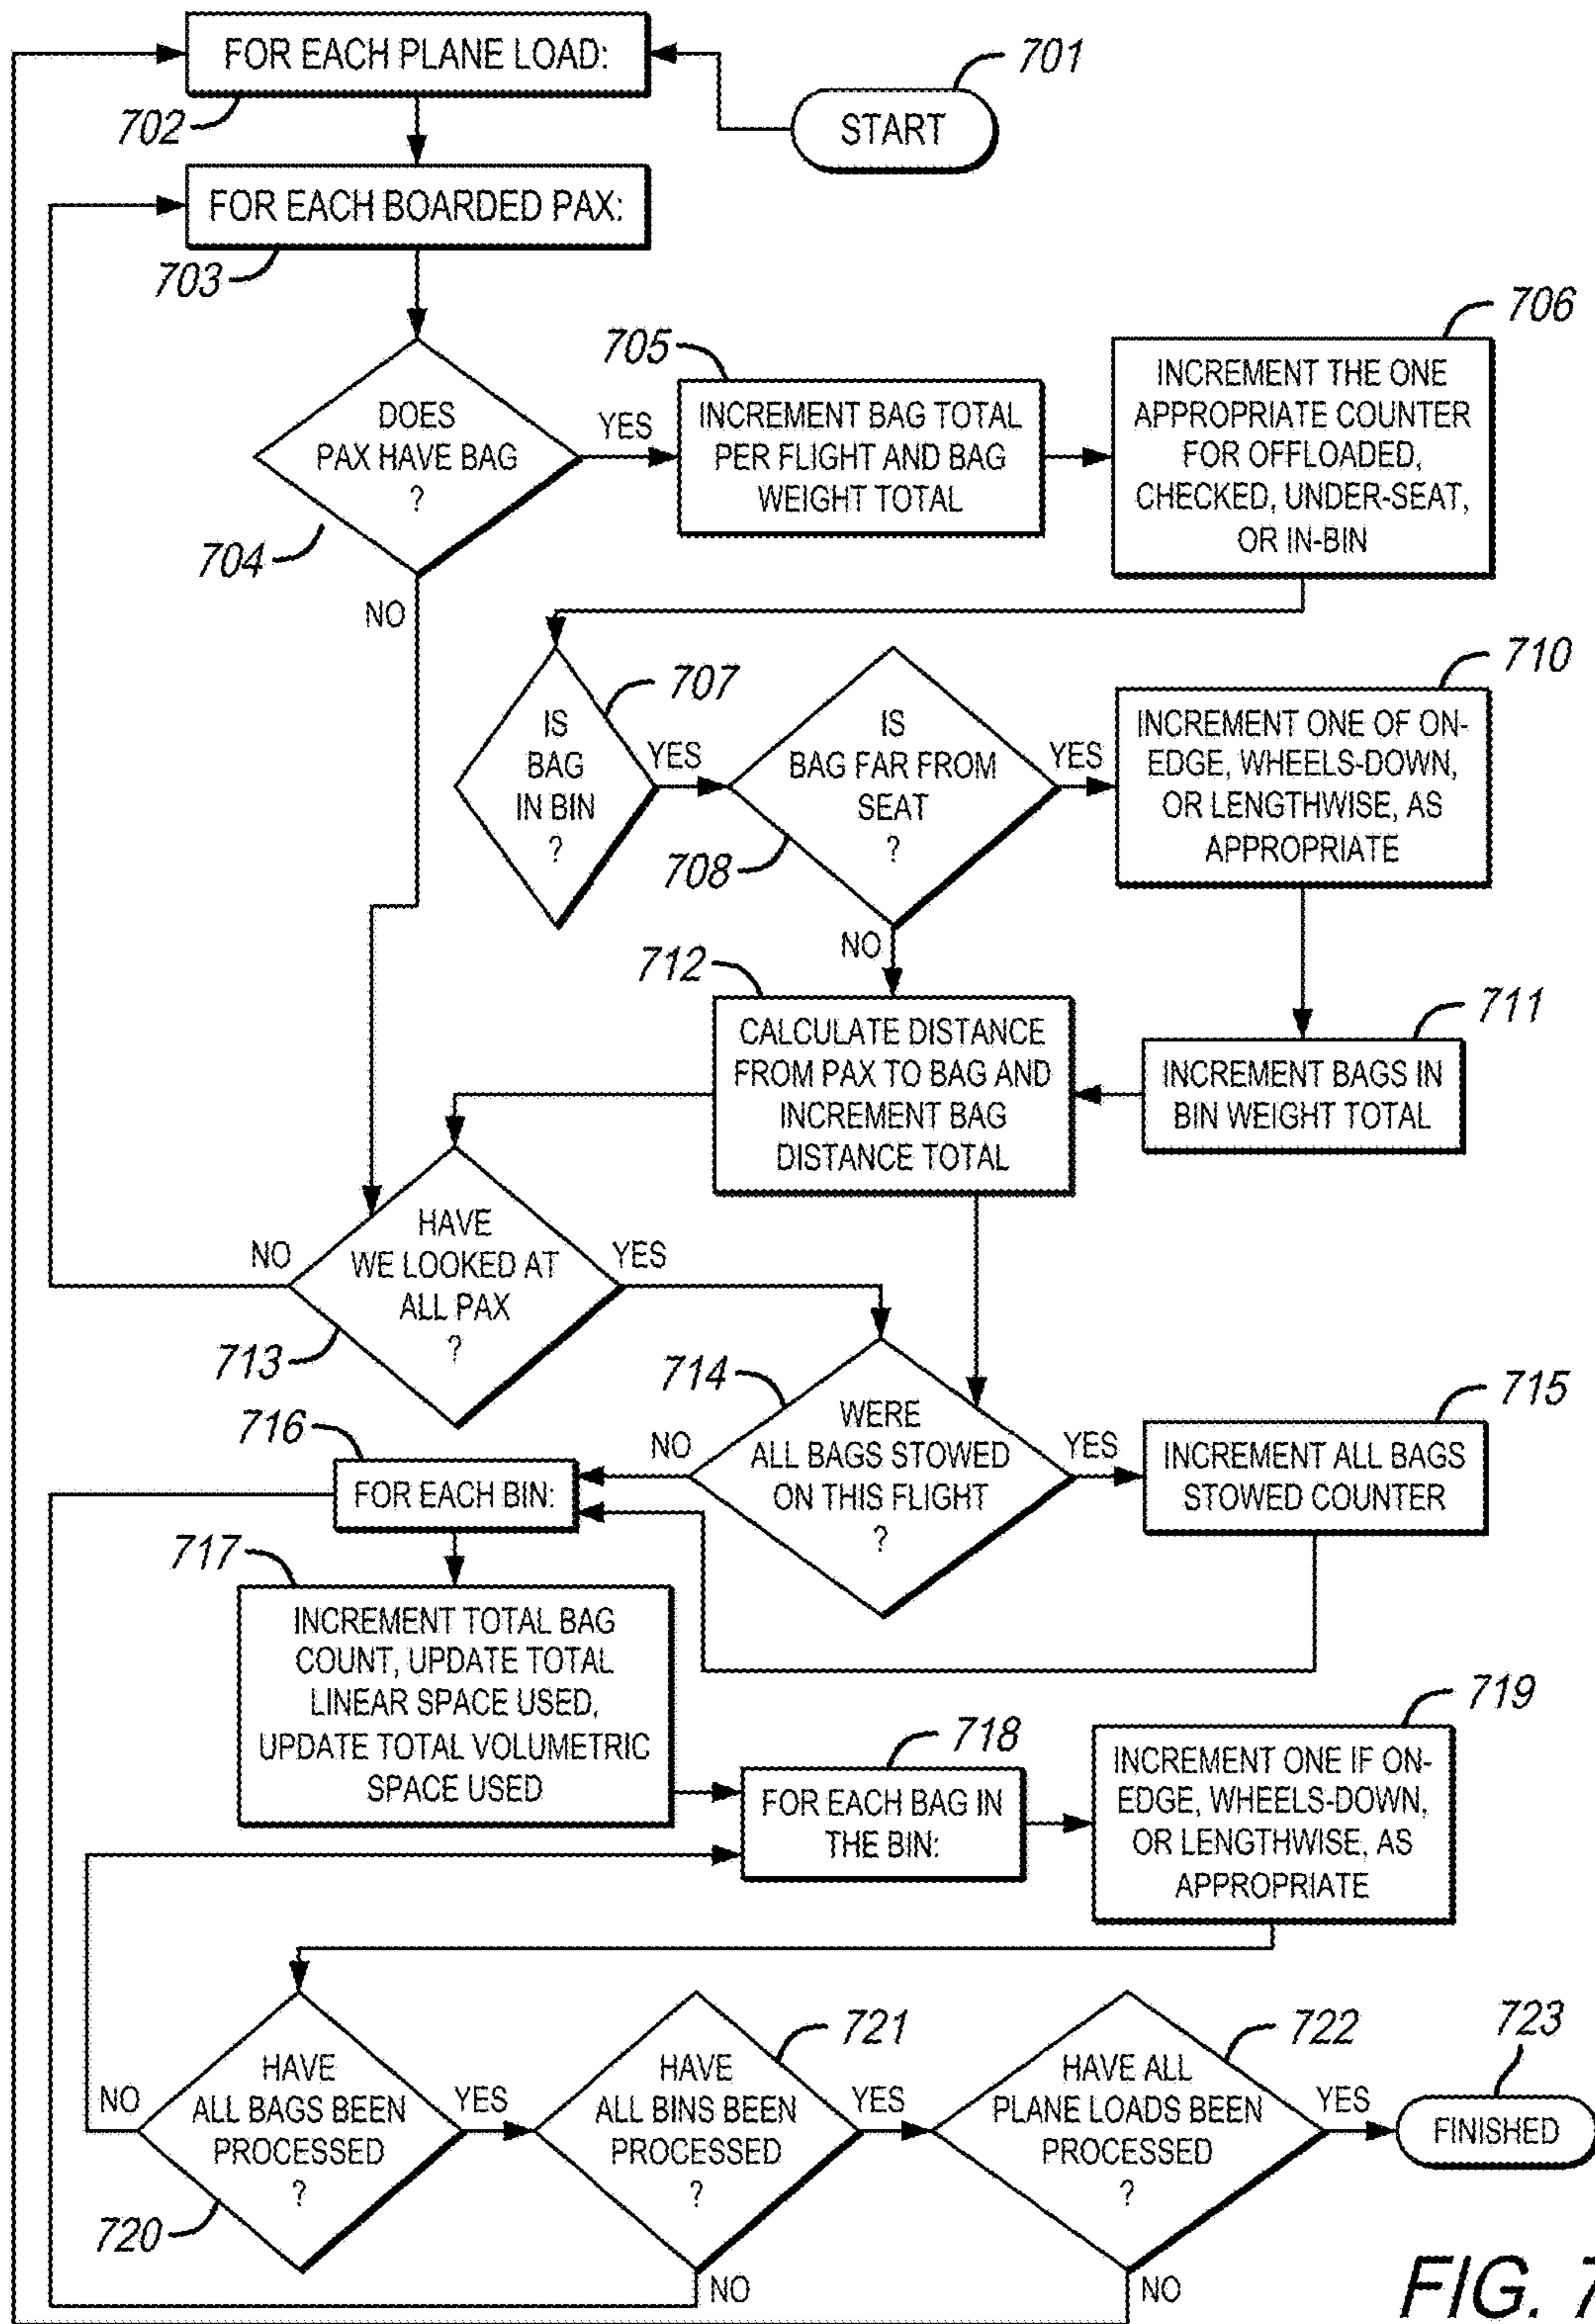 FOR EACH PLANE LOAD:
701
702
START
FOR EACH BOARDED PAX:
703
706
705
INCREMENT THE ONE
APPROPRIATE COUNTER
FOR OFFLOADED,
CHECKED, UNDER-SEAT,
OR IN-BIN
DOES
PAX HAVE BAG
?
YES
INCREMENT BAG TOTAL
PER FLIGHT AND BAG
WEIGHT TOTAL
704
NO
707
710
IS
BAG
IN BIN
?
YES
IS
BAG FAR FROM
SEAT
?
YES
INCREMENT ONE OF ON-
EDGE, WHEELS-DOWN,
OR LENGTHWISE, AS
APPROPRIATE
708
NO
712
711
CALCULATE DISTANCE
FROM PAX TO BAG AND
INCREMENT BAG
DISTANCE TOTAL
INCREMENT BAGS IN
BIN WEIGHT TOTAL
NO
HAVE
WE LOOKED AT
ALL PAX
?
YES
713
714
715
716
NO
WERE
ALL BAGS STOWED
ON THIS FLIGHT
?
YES
INCREMENT ALL BAGS
STOWED COUNTER
FOR EACH BIN:
717
INCREMENT TOTAL BAG
COUNT, UPDATE TOTAL
LINEAR SPACE USED,
UPDATE TOTAL VOLUMETRIC
SPACE USED
718
719
FOR EACH BAG IN
THE BIN:
INCREMENT ONE IF ON-
EDGE, WHEELS-DOWN,
OR LENGTHWISE, AS
APPROPRIATE
721
722
723
NO
HAVE
ALL BAGS BEEN
PROCESSED
?
YES
HAVE
ALL BINS BEEN
PROCESSED
?
YES
HAVE ALL
PLANE LOADS BEEN
PROCESSED
?
YES
FINISHED
720
NO
NO
FIG. 7